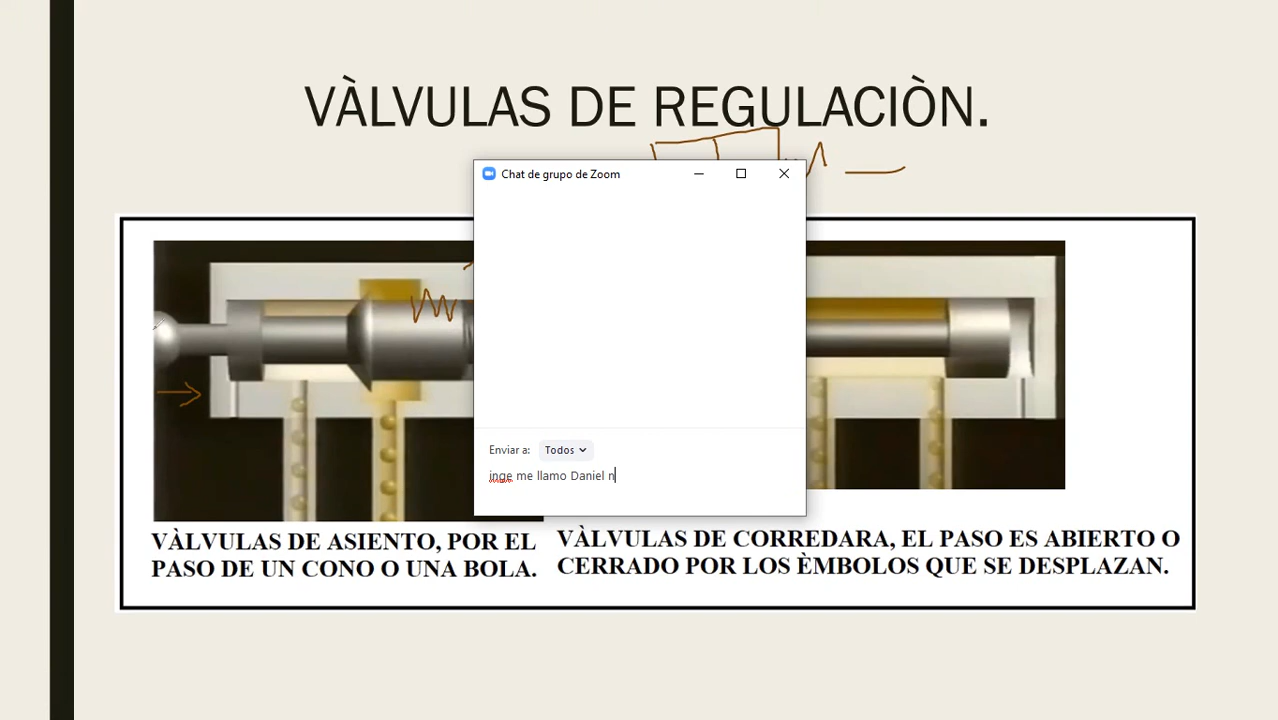 VÀLVULAS DE REGULACIÒN.
Chat de grupo de Zoom
Enviar a: Todos
inge me llamo Daniel n
VÀLVULAS DE ASIENTO, POR EL
PASO DE UN CONO O UNA BOLA.
VÀLVULAS DE CORREDARA, EL PASO ES ABIERTO O
CERRADO POR LOS ÈMBOLOS QUE SE DESPLAZAN.